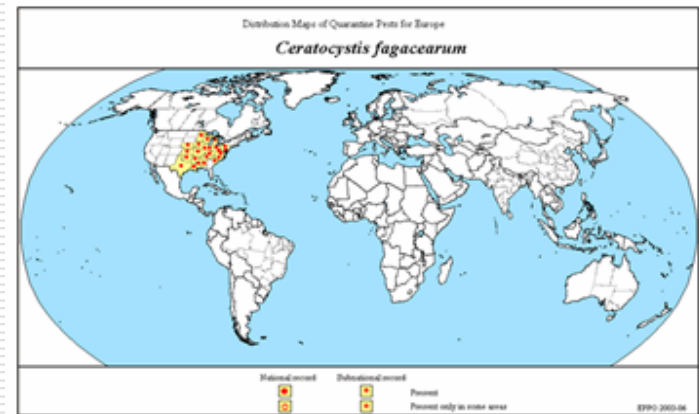 Distribution Maps of Quarantine Pests for Europe
Ceratocystis fagacearum
National record Subnational record
Present
Present only in some areas
EPPO 2003-06